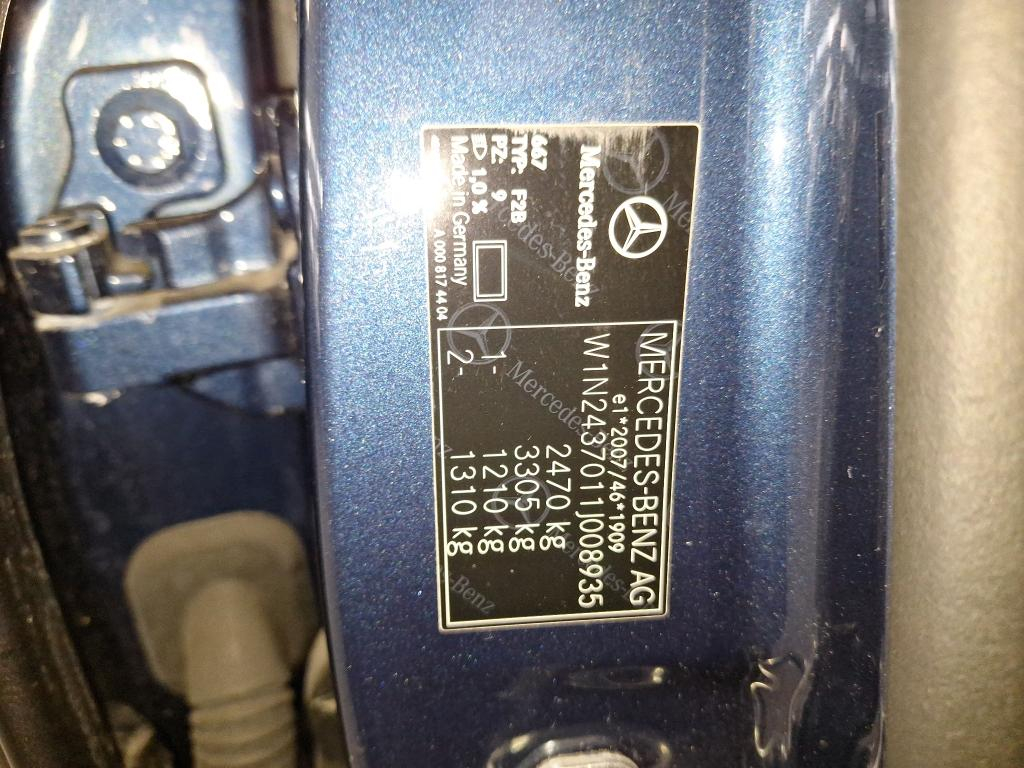 Mercedes-Benz
667
TYP: F2B
PZ: 9
1,0 %
Made in Germany
A 000 817 44 04
MERCEDES-BENZ AG
e1*2007/46*1909
W1N2437011J008935
2470 kg
3305 kg
1- 1210 kg
2- 1310 kg